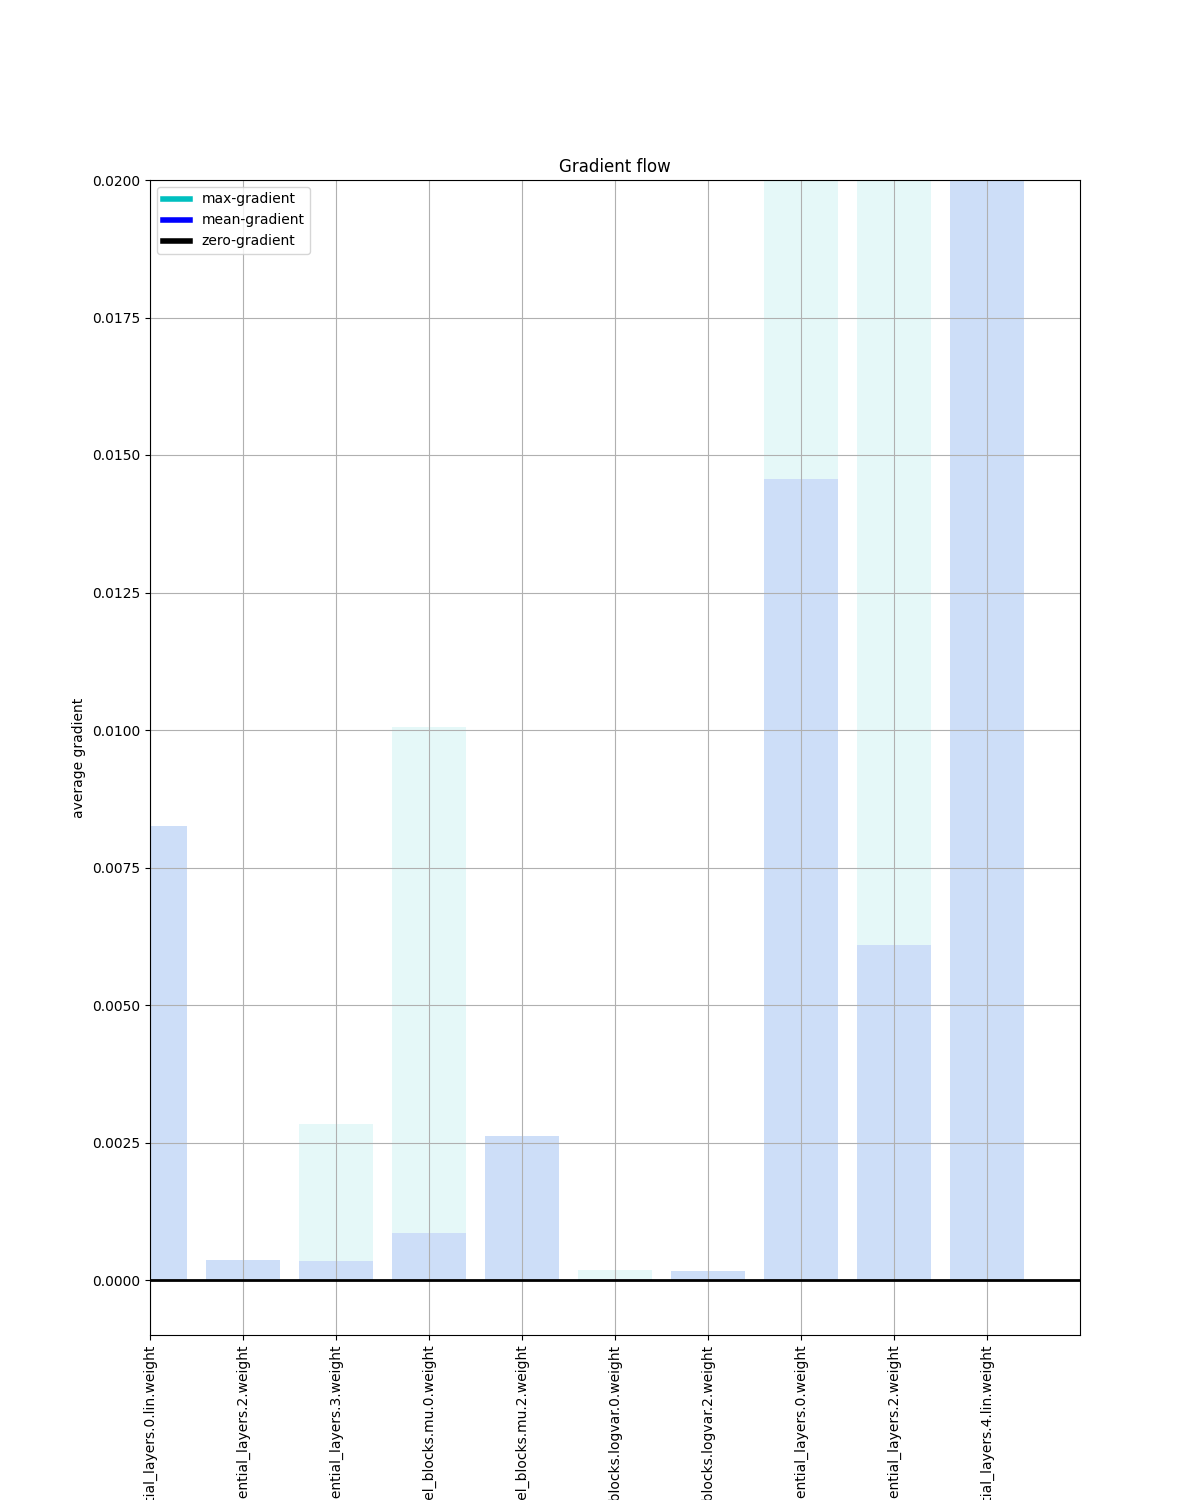 Gradient flow
max-gradient
mean-gradient
zero-gradient
0.0200
0.0175
0.0150
0.0125
0.0100
0.0075
0.0050
0.0025
0.0000
average gradient
tial_layers.0.lin.weight
ential_layers.2.weight
ential_layers.3.weight
el_blocks.mu.0.weight
el_blocks.mu.2.weight
blocks.logvar.0.weight
blocks.logvar.2.weight
ential_layers.0.weight
ential_layers.2.weight
tial_layers.4.lin.weight